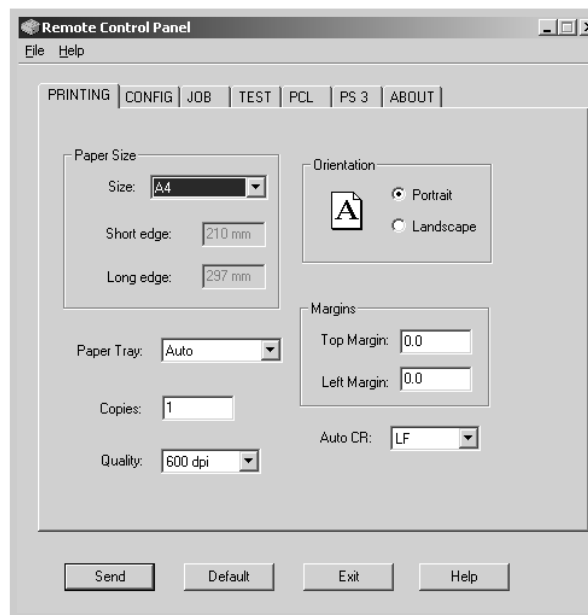 Remote Control Panel
File Help
PRINTING CONFIG JOB TEST PCL PS 3 ABOUT
Paper Size
Size: A4
Short edge: 210 mm
Long edge: 297 mm
Orientation
A
Portrait
Landscape
Margins
Top Margin: 0.0
Left Margin: 0.0
Paper Tray: Auto
Copies: 1
Quality: 600 dpi
Auto CR: LF
Send Default Exit Help